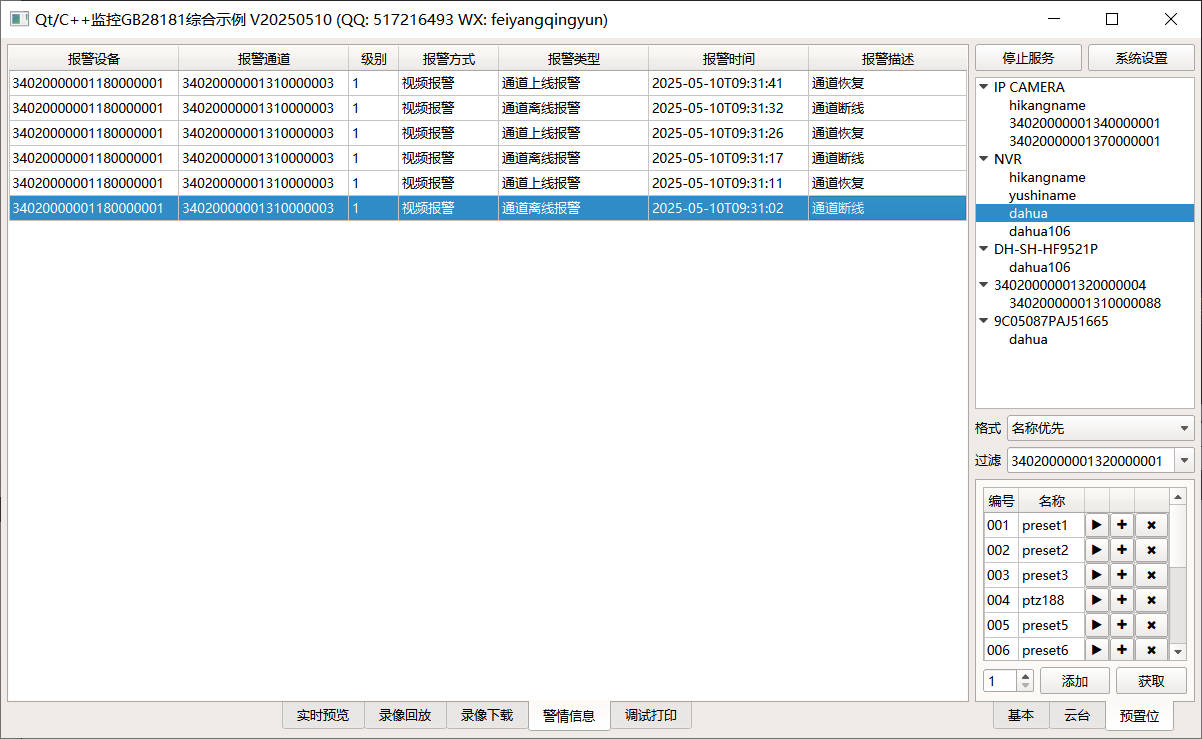 Qt/C++监控GB28181综合示例 V20250510 (QQ: 517216493 WX: feiyangqingyun)
报警设备 报警通道 级别 报警方式 报警类型 报警时间 报警描述
34020000001180000001 34020000001310000003 1 视频报警 通道上线报警 2025-05-10T09:31:41 通道恢复
34020000001180000001 34020000001310000003 1 视频报警 通道离线报警 2025-05-10T09:31:32 通道断线
34020000001180000001 34020000001310000003 1 视频报警 通道上线报警 2025-05-10T09:31:26 通道恢复
34020000001180000001 34020000001310000003 1 视频报警 通道离线报警 2025-05-10T09:31:17 通道断线
34020000001180000001 34020000001310000003 1 视频报警 通道上线报警 2025-05-10T09:31:11 通道恢复
34020000001180000001 34020000001310000003 1 视频报警 通道离线报警 2025-05-10T09:31:02 通道断线
实时预览 录像回放 录像下载 警情信息 调试打印
停止服务 系统设置
IP CAMERA
hikangname
34020000001340000001
34020000001370000001
NVR
hikangname
yushiname
dahua
dahua106
DH-SH-HF9521P
dahua106
34020000001320000004
34020000001310000088
9C05087PAJ51665
dahua
格式 名称优先
过滤 34020000001320000001
编号 名称
001 preset1
002 preset2
003 preset3
004 ptz188
005 preset5
006 preset6
1 添加 获取
基本 云台 预置位